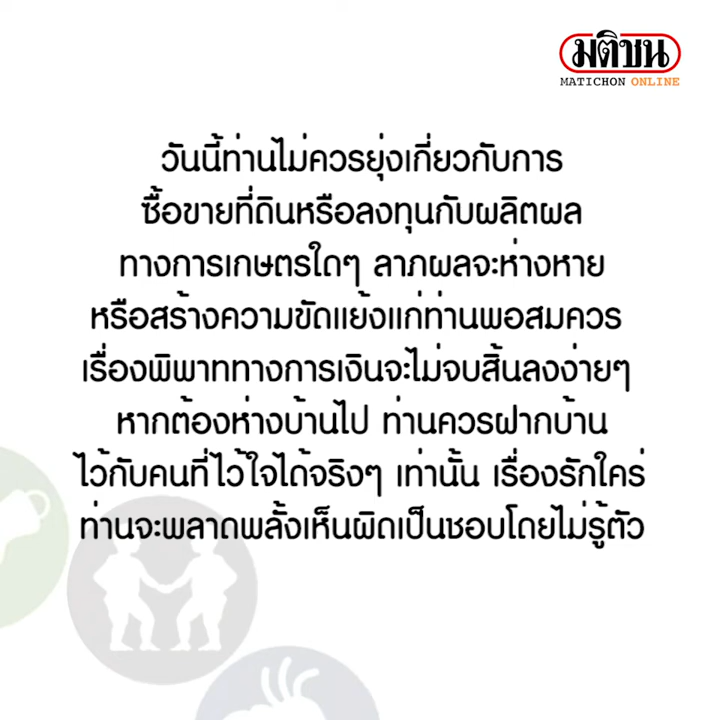 มติชน
MATICHON ONLINE
วันนี้ท่านไม่ควรยุ่งเกี่ยวกับการ
ซื้อขายที่ดินหรือลงทุนกับผลิตผล
ทางการเกษตรใดๆ ลาภผลจะห่างหาย
หรือสร้างความขัดแย้งแก่ท่านพอสมควร
เรื่องพิพาททางการเงินจะไม่จบสิ้นลงง่ายๆ
หากต้องห่างบ้านไป ท่านควรฝากบ้าน
ไว้กับคนที่ไว้ใจได้จริงๆ เท่านั้น เรื่องรักใคร่
ท่านจะพลาดพลั้งเห็นผิดเป็นชอบโดยไม่รู้ตัว